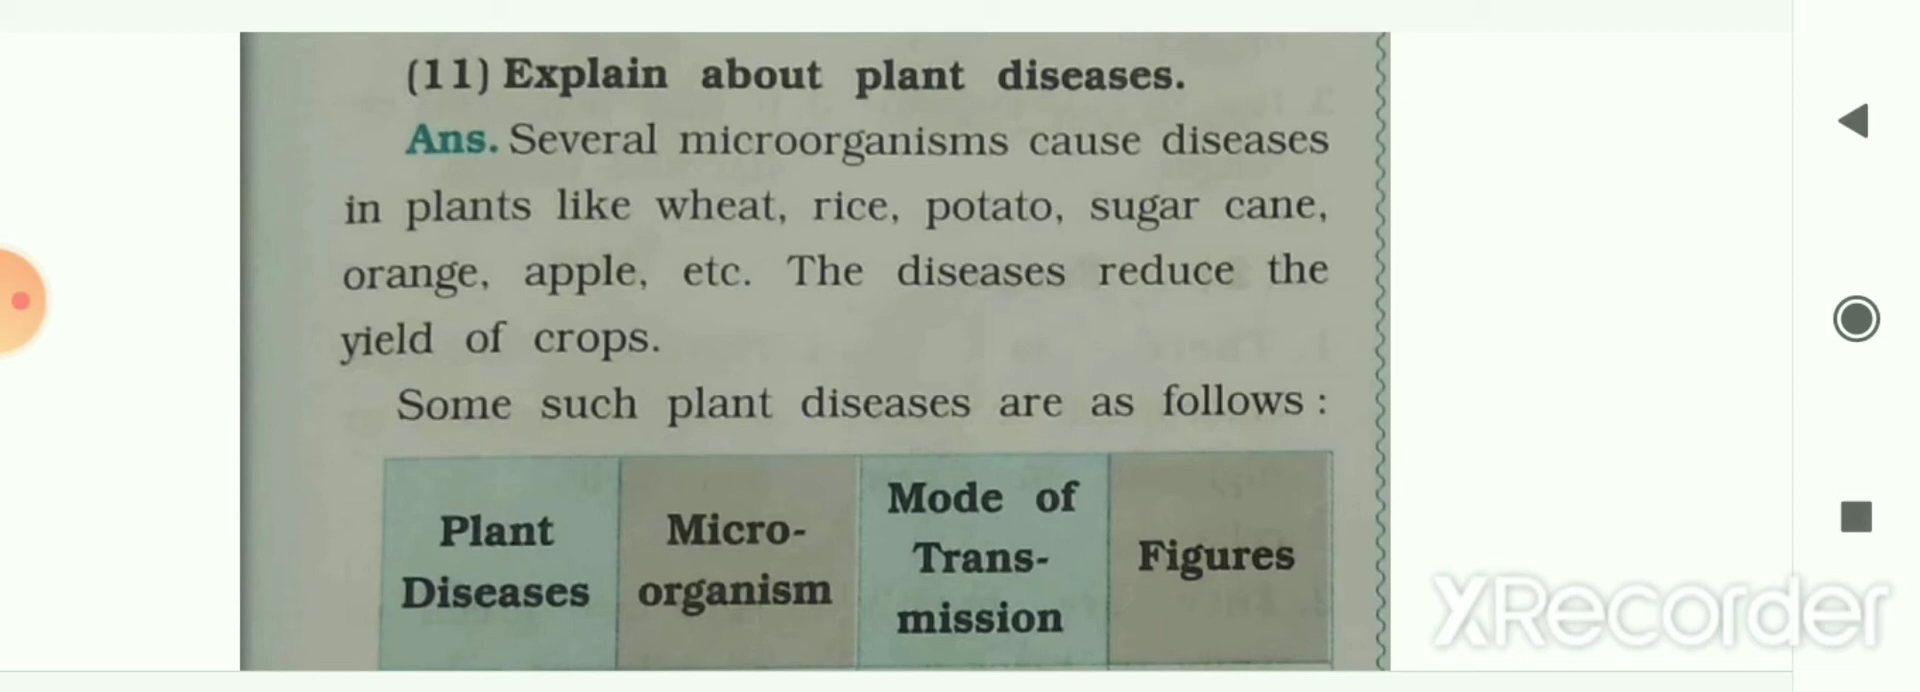 (11) Explain about plant diseases.
Ans. Several microorganisms cause diseases
in plants like wheat, rice, potato, sugar cane,
orange, apple, etc. The diseases reduce the
yield of crops.
Some such plant diseases are as follows :
Plant
Diseases
Micro-
organism
Mode of
Trans-
mission
Figures
XRecorder